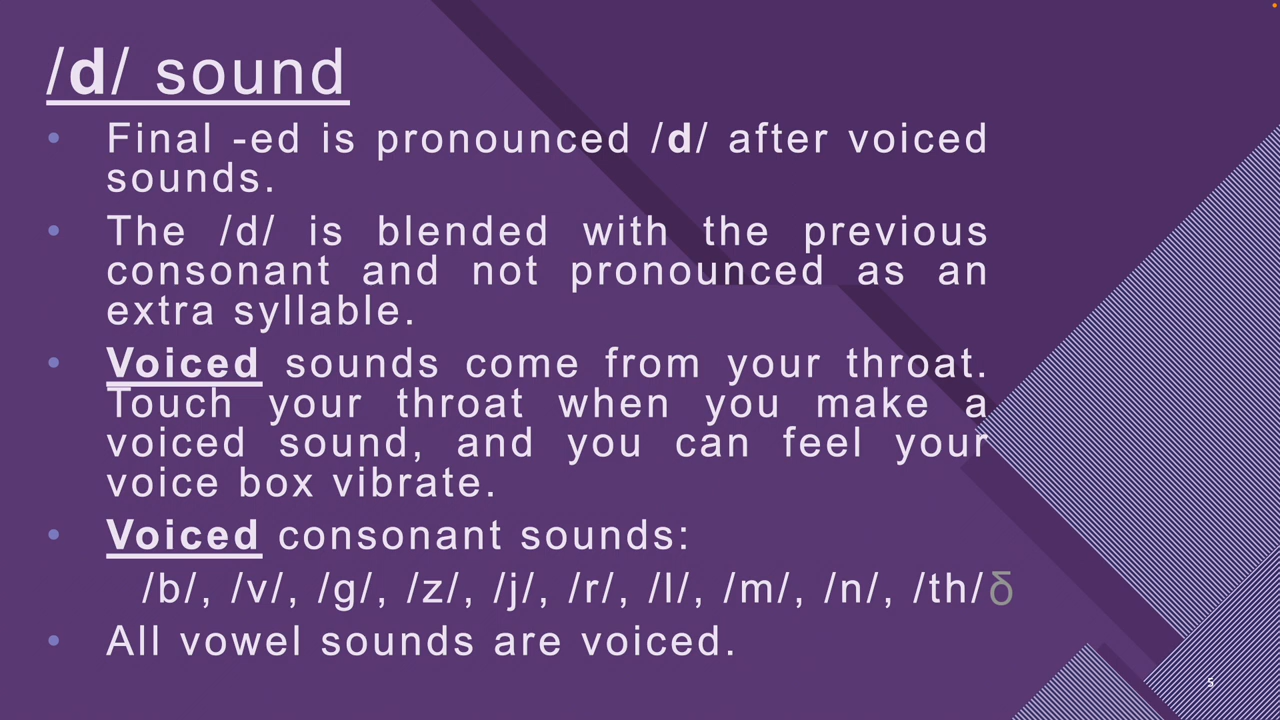 /d/ sound
• Final -ed is pronounced /d/ after voiced
sounds.
• The /d/ is blended with the previous
consonant and not pronounced as an
extra syllable.
• Voiced sounds come from your throat.
Touch your throat when you make a
voiced sound, and you can feel your
voice box vibrate.
• Voiced consonant sounds:
/b/, /v/, /g/, /z/, /j/, /r/, /l/, /m/, /n/, /th/δ
• All vowel sounds are voiced.
5